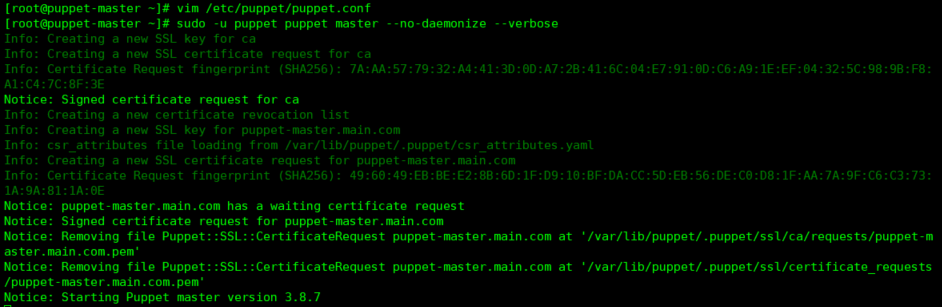 [root@puppet-master ~]# vim /etc/puppet/puppet.conf
[root@puppet-master ~]# sudo -u puppet puppet master --no-daemonize --verbose
Info: Creating a new SSL key for ca
Info: Creating a new SSL certificate request for ca
Info: Certificate Request fingerprint (SHA256): 7A:AA:57:79:32:A4:41:3D:0D:A7:2B:41:6C:04:E7:91:0D:C6:A9:1E:EF:04:32:5C:98:9B:F8:
A1:C4:7C:8F:3E
Notice: Signed certificate request for ca
Info: Creating a new certificate revocation list
Info: Creating a new SSL key for puppet-master.main.com
Info: csr_attributes file loading from /var/lib/puppet/.puppet/csr_attributes.yaml
Info: Creating a new SSL certificate request for puppet-master.main.com
Info: Certificate Request fingerprint (SHA256): 49:60:49:EB:BE:E2:8B:6D:1F:D9:10:BF:DA:CC:5D:EB:56:DE:C0:D8:1F:AA:7A:9F:C6:C3:73:
1A:9A:81:1A:0E
Notice: puppet-master.main.com has a waiting certificate request
Notice: Signed certificate request for puppet-master.main.com
Notice: Removing file Puppet::SSL::CertificateRequest puppet-master.main.com at '/var/lib/puppet/.puppet/ssl/ca/requests/puppet-m
aster.main.com.pem'
Notice: Removing file Puppet::SSL::CertificateRequest puppet-master.main.com at '/var/lib/puppet/.puppet/ssl/certificate_requests
/puppet-master.main.com.pem'
Notice: Starting Puppet master version 3.8.7